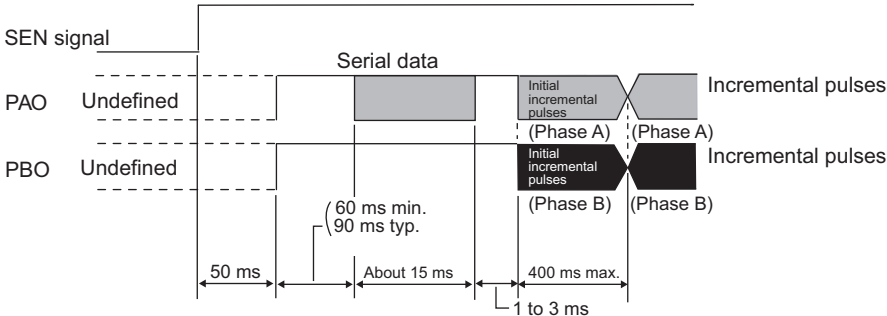 SEN signal
Serial data
PAO
Undefined
Initial
incremental
pulses
Incremental pulses
(Phase A)
(Phase A)
PBO
Undefined
Initial
incremental
pulses
Incremental pulses
(Phase B)
(Phase B)
60 ms min.
90 ms typ.
50 ms
About 15 ms
400 ms max.
1 to 3 ms